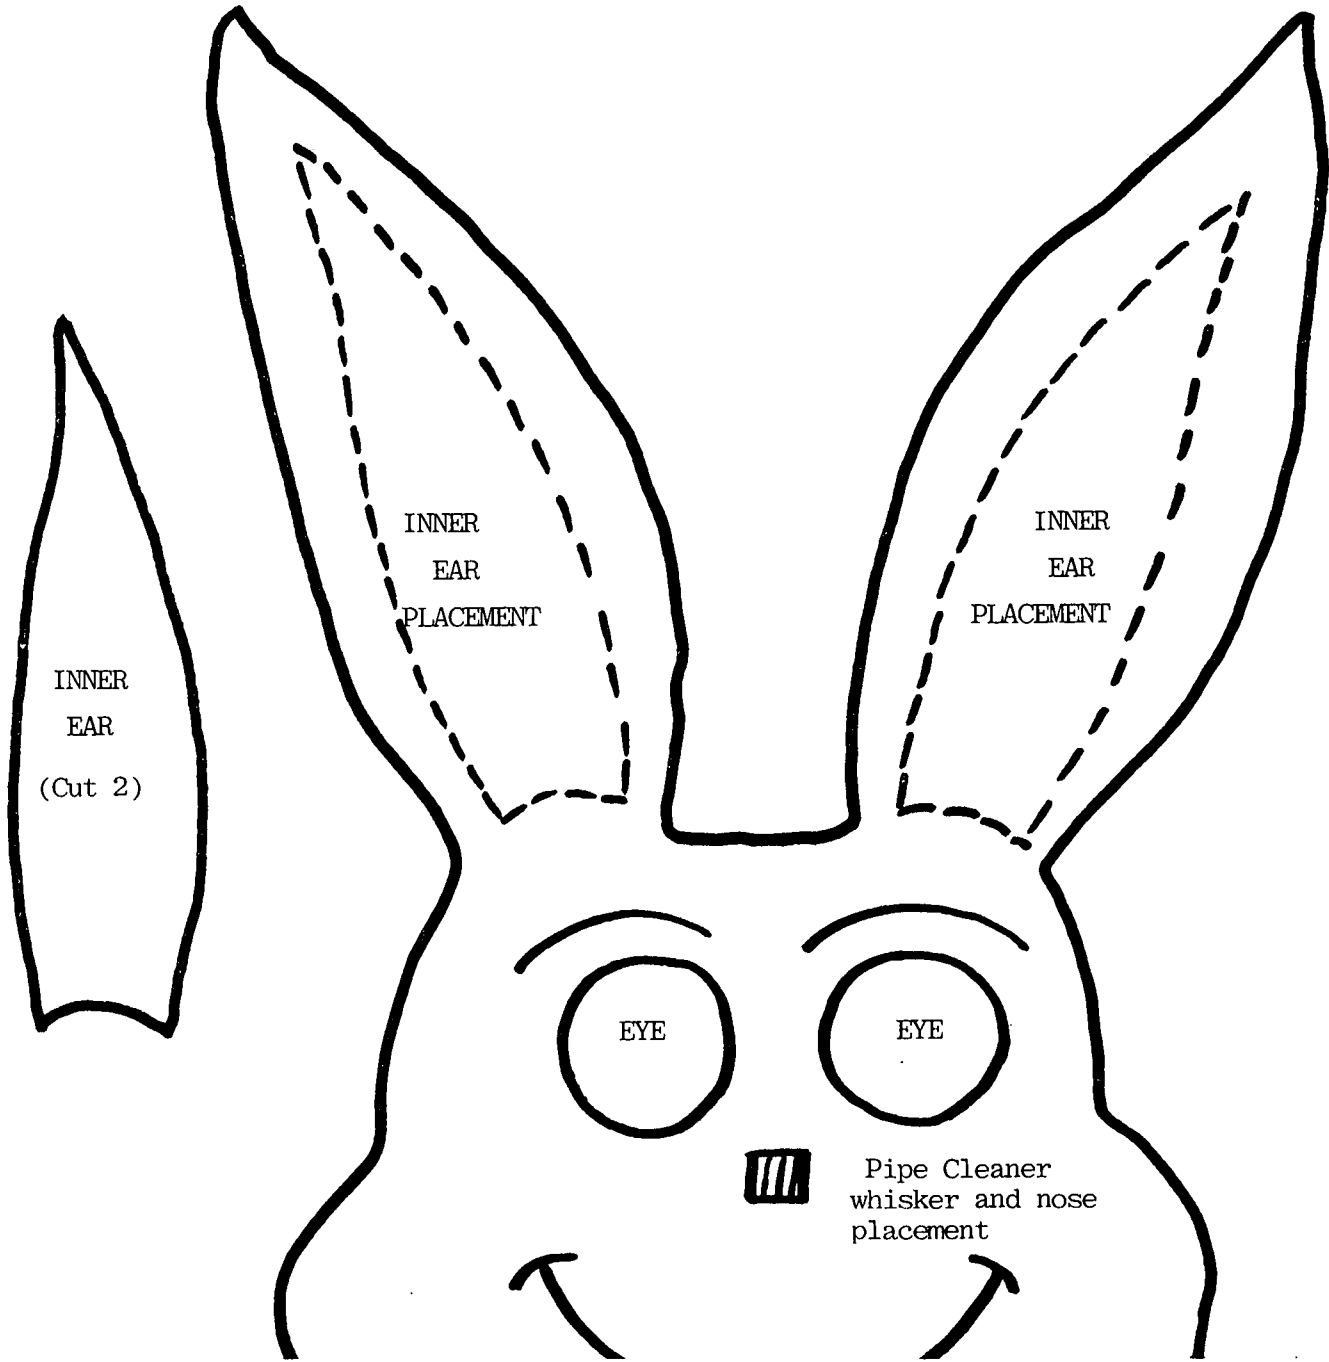 INNER
EAR
PLACEMENT
INNER
EAR
PLACEMENT
INNER
EAR
(Cut 2)
EYE
EYE
Pipe Cleaner
whisker and nose
placement